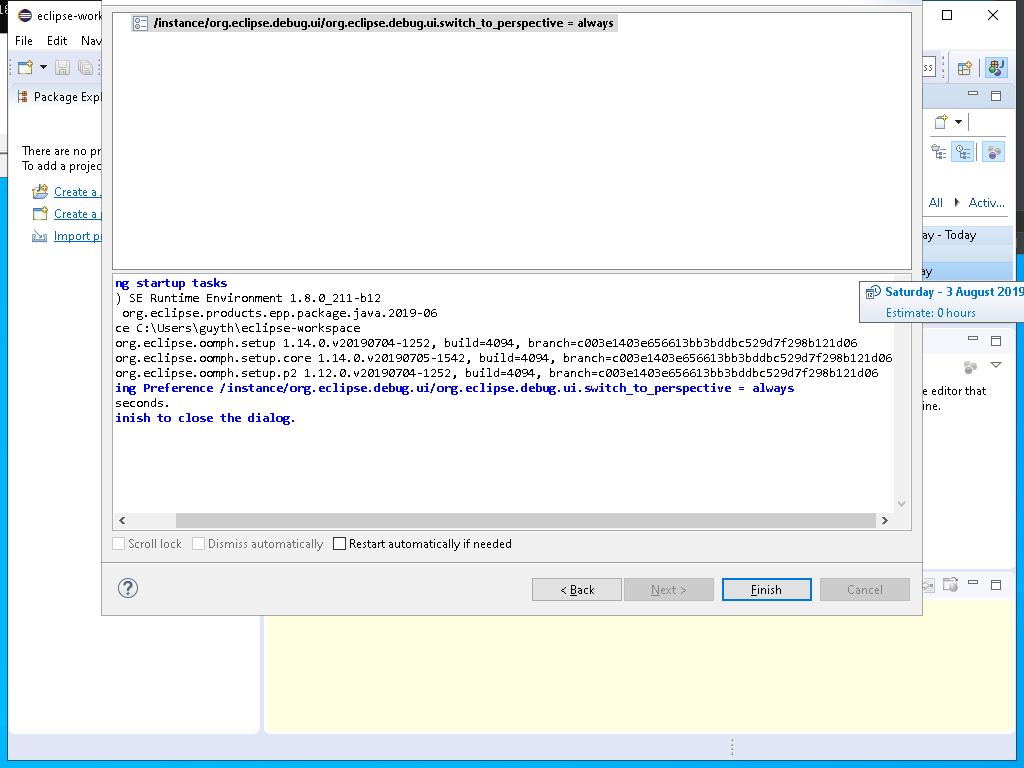 eclipse-work
File Edit Nav
Package Expl
There are no pr
To add a projec
Create a
Create a
Import pr
/instance/org.eclipse.debug.ui/org.eclipse.debug.ui.switch_to_perspective = always
ng startup tasks
) SE Runtime Environment 1.8.0_211-b12
org.eclipse.products.epp.package.java.2019-06
ce C:\Users\guyth\eclipse-workspace
org.eclipse.oomph.setup 1.14.0.v20190704-1252, build=4094, branch=c003e1403e656613bb3bddbc529d7f298b121d06
org.eclipse.oomph.setup.core 1.14.0.v20190705-1542, build=4094, branch=c003e1403e656613bb3bddbc529d7f298b121d06
org.eclipse.oomph.setup.p2 1.12.0.v20190704-1252, build=4094, branch=c003e1403e656613bb3bddbc529d7f298b121d06
ing Preference /instance/org.eclipse.debug.ui/org.eclipse.debug.ui.switch_to_perspective = always
seconds.
inish to close the dialog.
Scroll lock Dismiss automatically Restart automatically if needed
< Back Next > Finish Cancel
ss
All Activ...
ay - Today
ay
Saturday - 3 August 2019
Estimate: 0 hours
e editor that
ine.